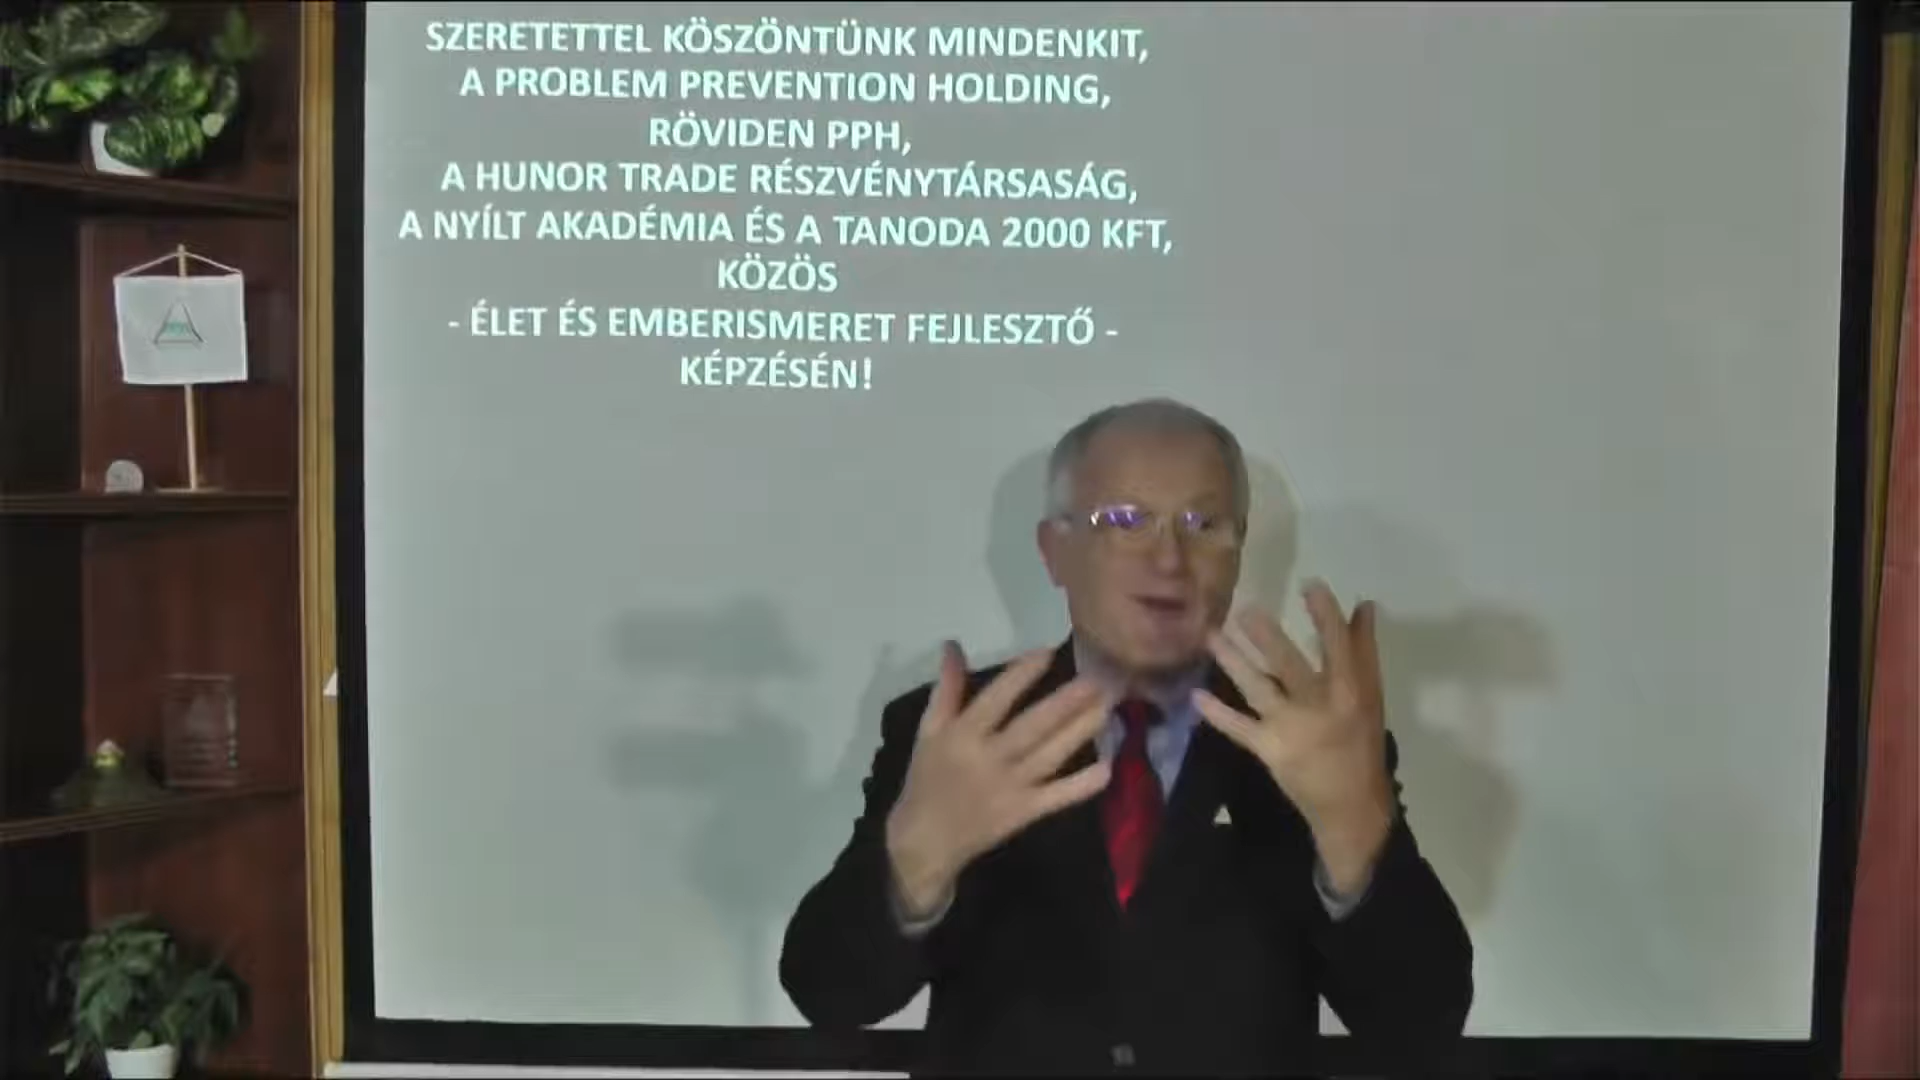 SZERETETTEL KÖSZÖNTÜNK MINDENKIT,
A PROBLEM PREVENTION HOLDING,
RÖVIDEN PPH,
A HUNOR TRADE RÉSZVÉNYTÁRSASÁG,
A NYÍLT AKADÉMIA ÉS A TANODA 2000 KFT,
KÖZÖS
- ÉLET ÉS EMBERISMERET FEJLESZTŐ -
KÉPZÉSÉN!